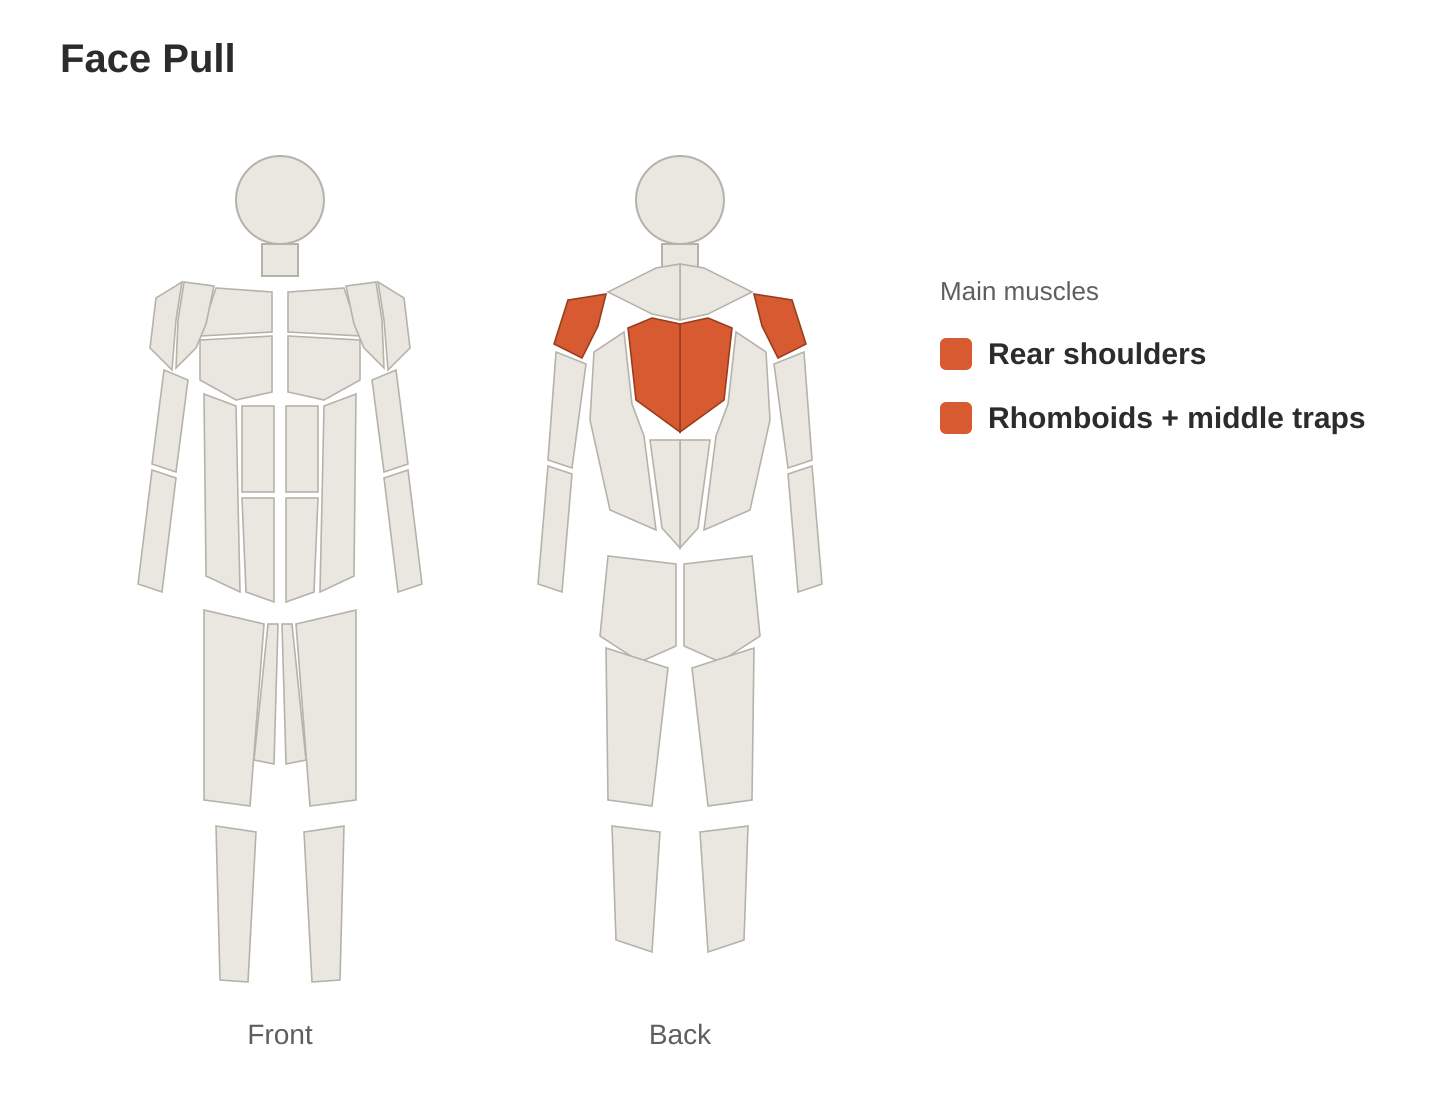 Face Pull
Main muscles
Rear shoulders
Rhomboids + middle traps
Front
Back